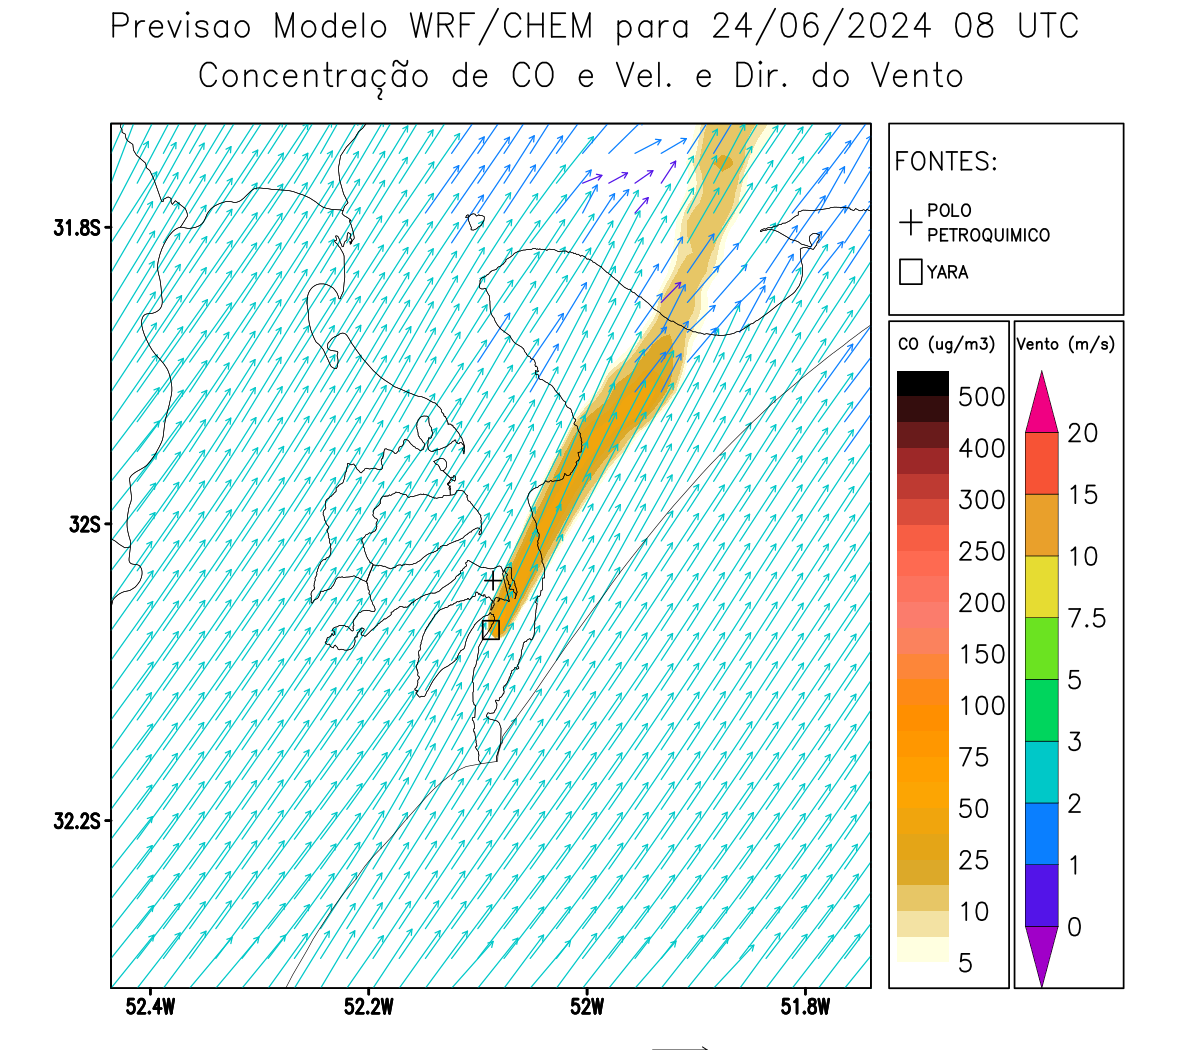 Previsao Modelo WRF/CHEM para 24/06/2024 08 UTC
Concentração de CO e Vel. e Dir. do Vento
FONTES:
POLO
PETROQUIMICO
YARA
CO (ug/m3)
500
400
300
250
200
150
100
75
50
25
10
5
Vento (m/s)
20
15
10
7.5
5
3
2
1
0
31.8S
32S
32.2S
52.4W
52.2W
52W
51.8W